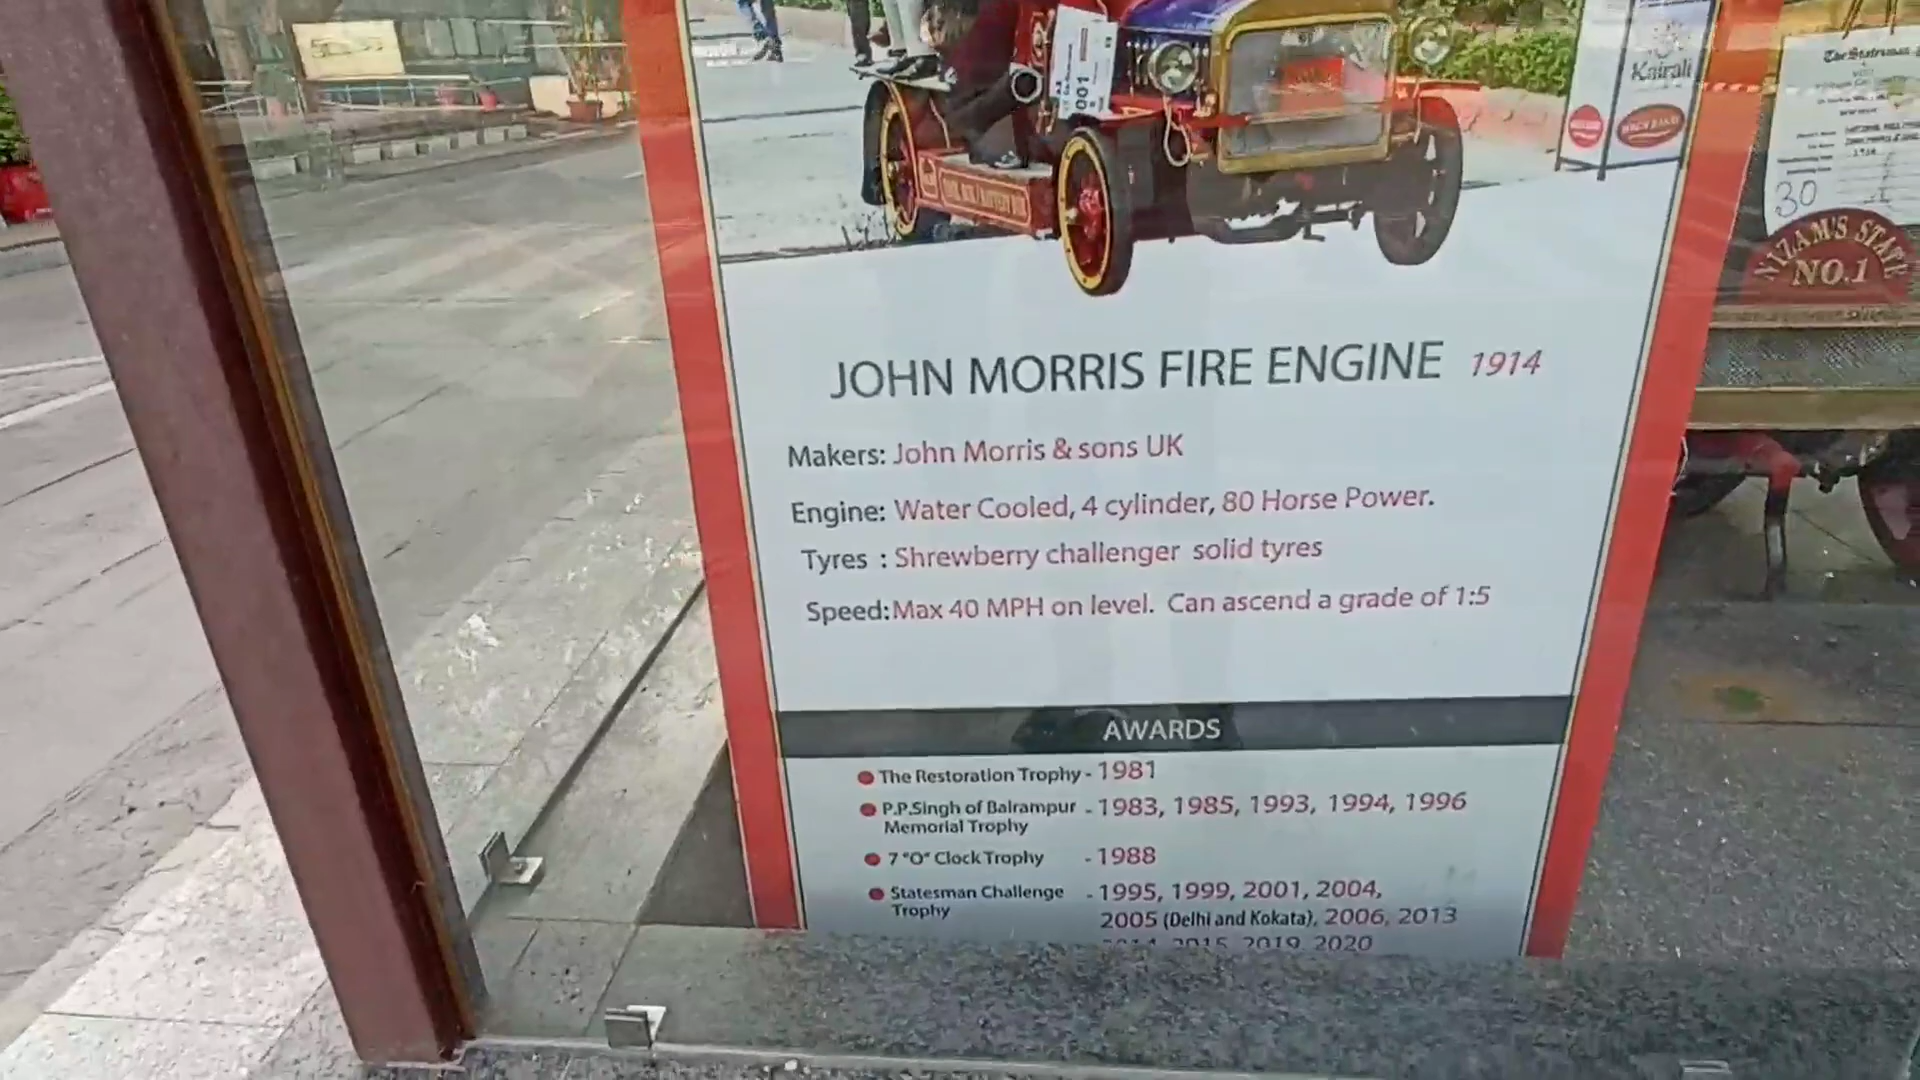 001
Kairali
The Statesman
30
NIZAM'S STATE
NO.1
JOHN MORRIS FIRE ENGINE 1914
Makers: John Morris & sons UK
Engine: Water Cooled, 4 cylinder, 80 Horse Power.
Tyres : Shrewberry challenger solid tyres
Speed: Max 40 MPH on level. Can ascend a grade of 1:5
AWARDS
The Restoration Trophy - 1981
P.P.Singh of Balrampur - 1983, 1985, 1993, 1994, 1996
Memorial Trophy
7 "O" Clock Trophy - 1988
Statesman Challenge - 1995, 1999, 2001, 2004,
Trophy 2005 (Delhi and Kokata), 2006, 2013
2014, 2015, 2019, 2020